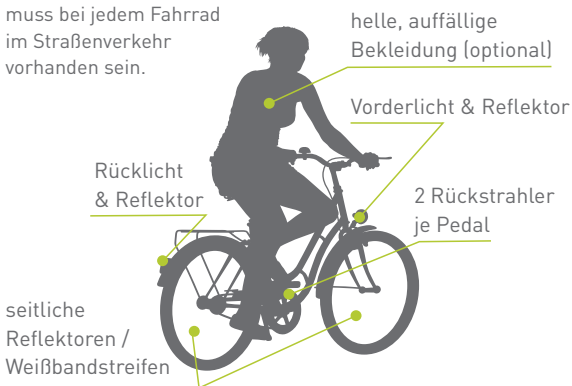 muss bei jedem Fahrrad
im Straßenverkehr
vorhanden sein.
helle, auffällige
Bekleidung (optional)
Vorderlicht & Reflektor
Rücklicht
& Reflektor
2 Rückstrahler
je Pedal
seitliche
Reflektoren /
Weißbandstreifen